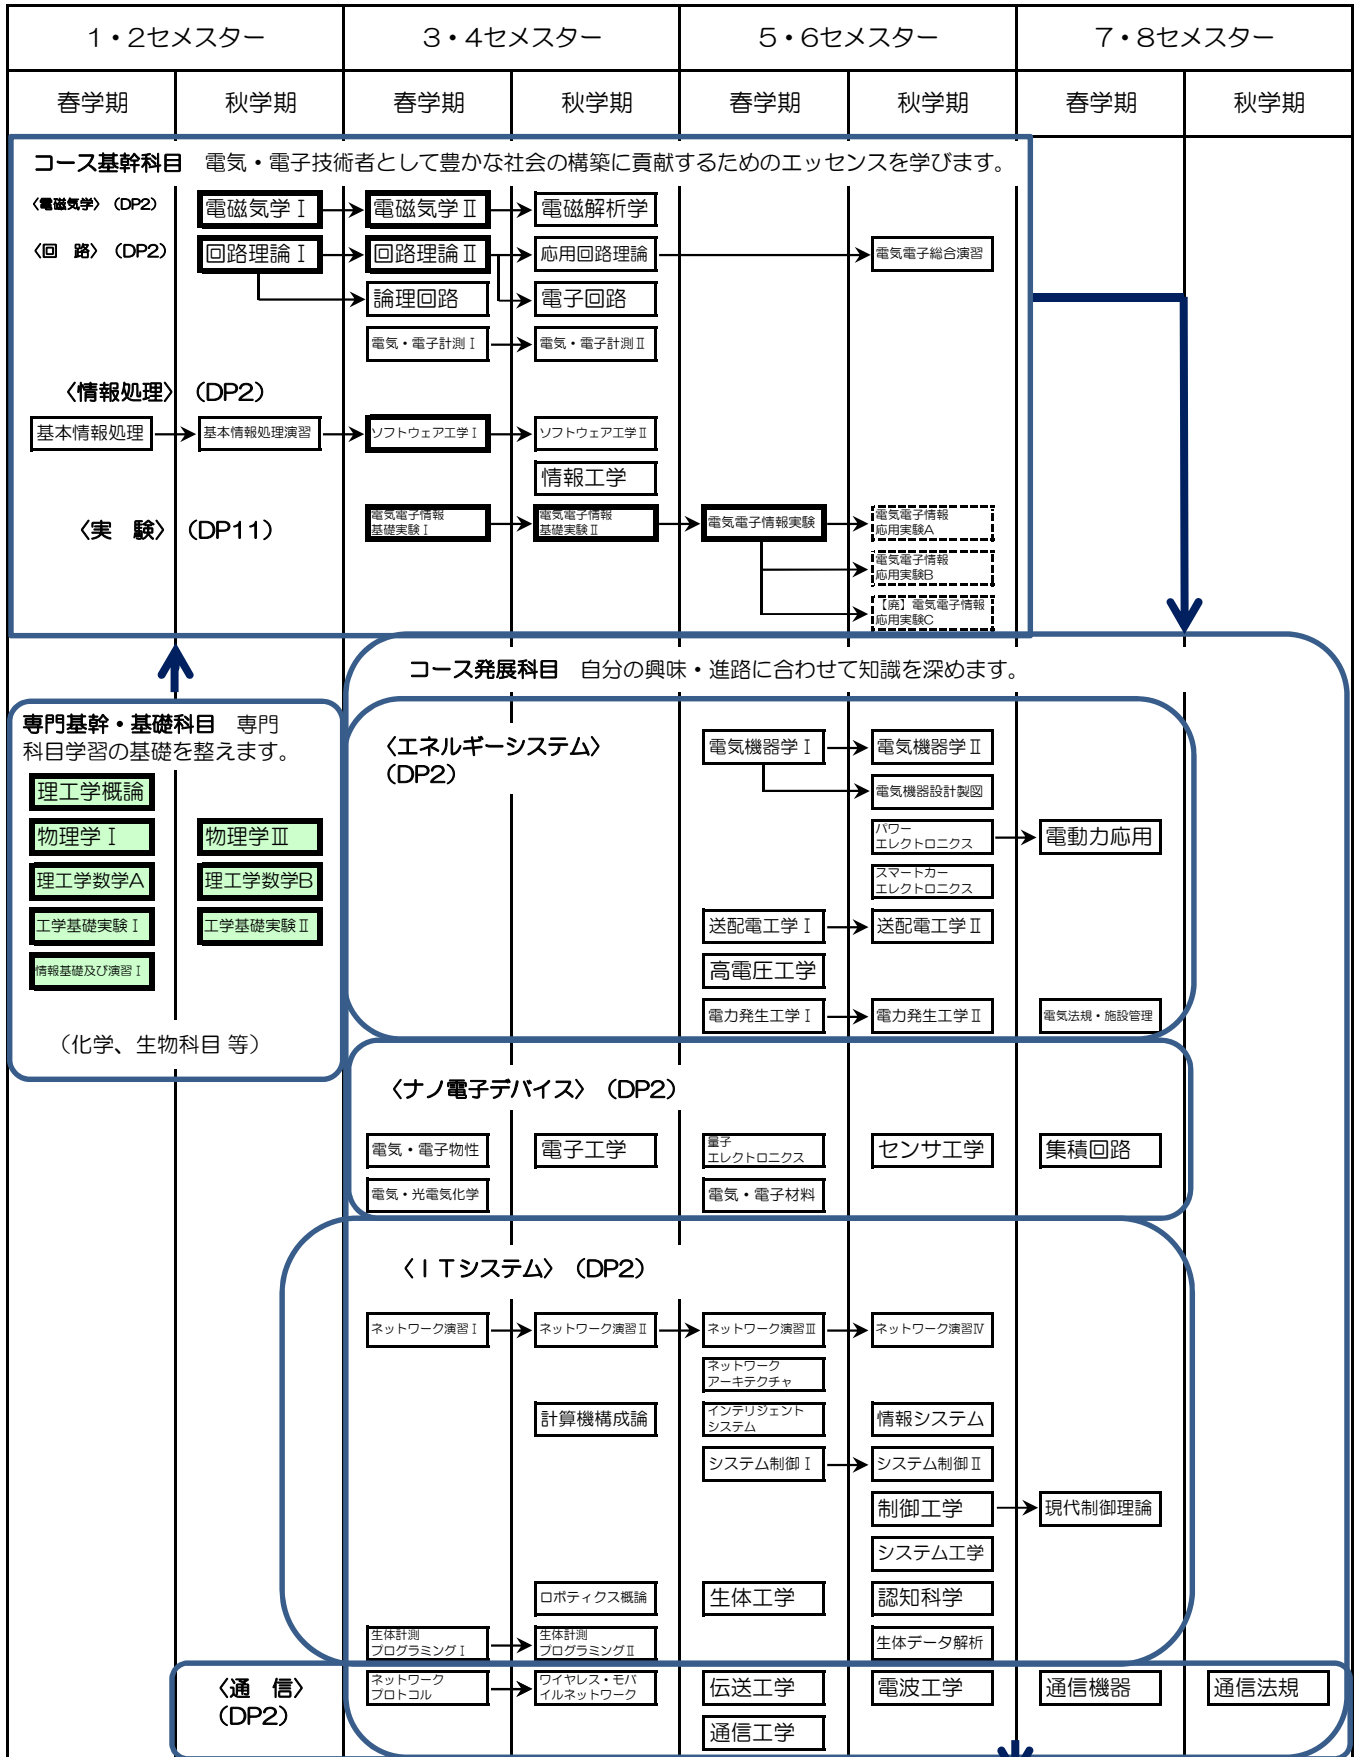 1・2セメスター 3・4セメスター 5・6セメスター 7・8セメスター
春学期 秋学期 春学期 秋学期 春学期 秋学期 春学期 秋学期
コース基幹科目　電気・電子技術者として豊かな社会の構築に貢献するためのエッセンスを学びます。
〈電磁気学〉（DP2） 電磁気学Ⅰ 電磁気学Ⅱ 電磁解析学
〈回　路〉（DP2） 回路理論Ⅰ 回路理論Ⅱ 応用回路理論 電気電子総合演習
論理回路 電子回路
電気・電子計測Ⅰ 電気・電子計測Ⅱ
〈情報処理〉（DP2）
基本情報処理 基本情報処理演習 ソフトウェア工学Ⅰ ソフトウェア工学Ⅱ
情報工学
〈実　験〉（DP11）
電気電子情報
基礎実験Ⅰ
電気電子情報
基礎実験Ⅱ
電気電子情報実験
電気電子情報
応用実験A
電気電子情報
応用実験B
【廃】電気電子情報
応用実験C
コース発展科目　自分の興味・進路に合わせて知識を深めます。
専門基幹・基礎科目　専門
科目学習の基礎を整えます。
理工学概論
物理学Ⅰ 物理学Ⅲ
理工学数学A 理工学数学B
工学基礎実験Ⅰ 工学基礎実験Ⅱ
情報基礎及び演習Ⅰ
（化学、生物科目 等）
〈エネルギーシステム〉
（DP2）
電気機器学Ⅰ 電気機器学Ⅱ
電気機器設計製図
パワー
エレクトロニクス
電動力応用
スマートカー
エレクトロニクス
送配電工学Ⅰ 送配電工学Ⅱ
高電圧工学
電力発生工学Ⅰ 電力発生工学Ⅱ 電気法規・施設管理
〈ナノ電子デバイス〉（DP2）
電気・電子物性 電子工学
量子
エレクトロニクス
センサ工学 集積回路
電気・光電気化学 電気・電子材料
〈ＩＴシステム〉（DP2）
ネットワーク演習Ⅰ ネットワーク演習Ⅱ ネットワーク演習Ⅲ ネットワーク演習Ⅳ
ネットワーク
アーキテクチャ
計算機構成論
インテリジェント
システム
情報システム
システム制御Ⅰ システム制御Ⅱ
制御工学 現代制御理論
システム工学
ロボティクス概論 生体工学 認知科学
生体計測
プログラミングⅠ
生体計測
プログラミングⅡ
生体データ解析
〈通　信〉
（DP2）
ネットワーク
プロトコル
ワイヤレス・モバ
イルネットワーク
伝送工学 電波工学 通信機器 通信法規
通信工学